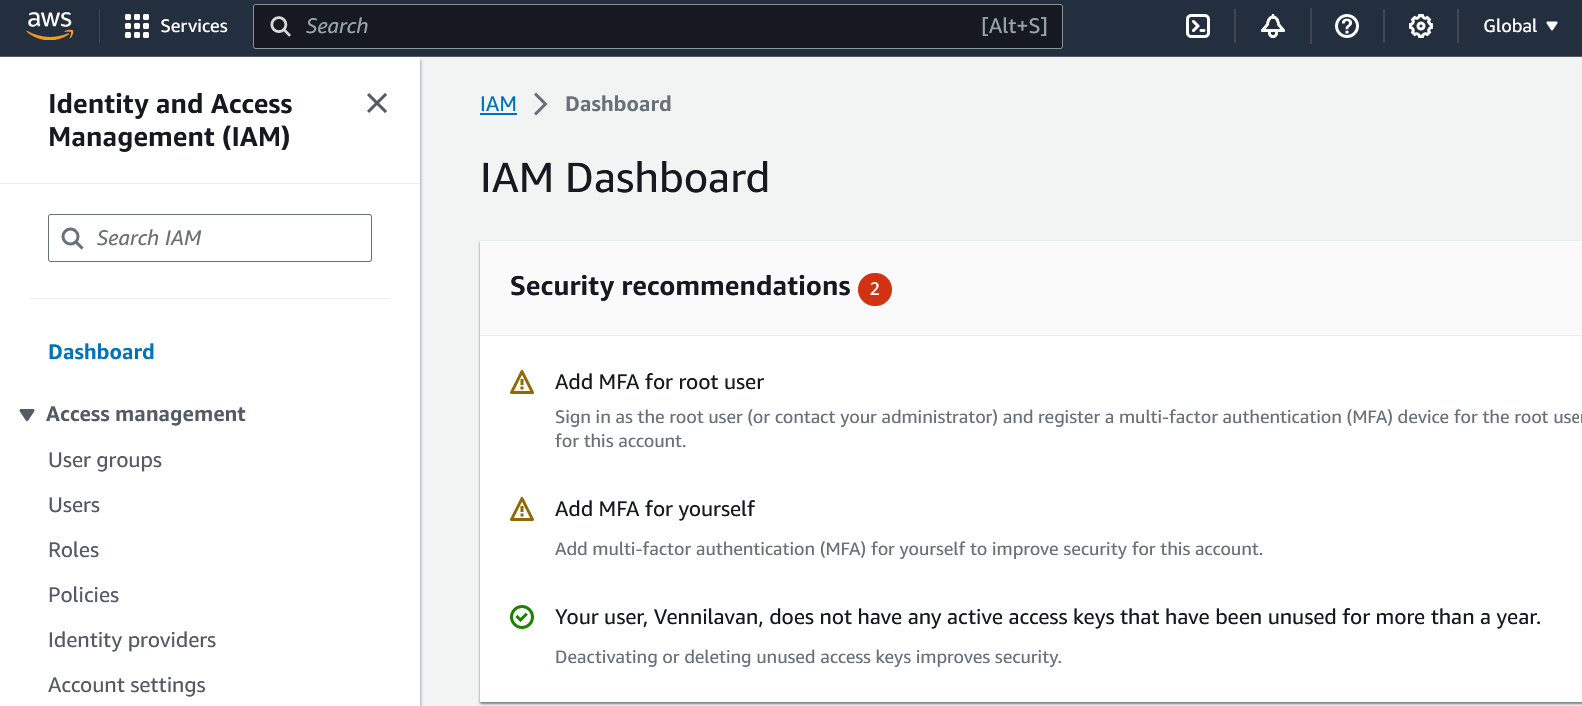 aws
Services
Search
[Alt+S]
Global
Identity and Access
Management (IAM)
Search IAM
Dashboard
Access management
User groups
Users
Roles
Policies
Identity providers
Account settings
IAM
Dashboard
IAM Dashboard
Security recommendations
2
Add MFA for root user
Sign in as the root user (or contact your administrator) and register a multi-factor authentication (MFA) device for the root user
for this account.
Add MFA for yourself
Add multi-factor authentication (MFA) for yourself to improve security for this account.
Your user, Vennilavan, does not have any active access keys that have been unused for more than a year.
Deactivating or deleting unused access keys improves security.